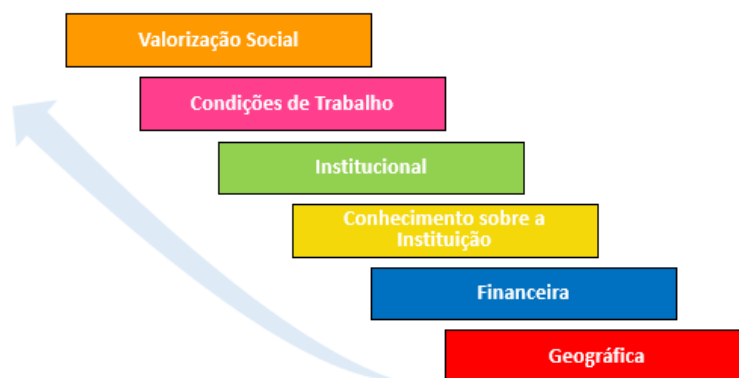 Valorização Social
Condições de Trabalho
Institucional
Conhecimento sobre a
Instituição
Financeira
Geográfica